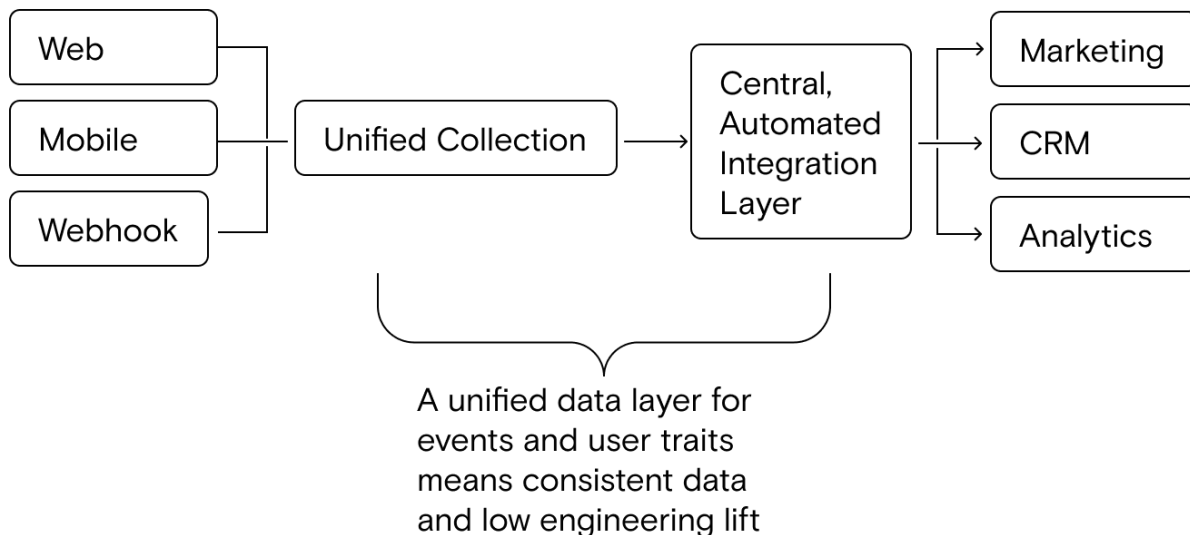 Web
Mobile
Webhook
Unified Collection
Central,
Automated
Integration
Layer
Marketing
CRM
Analytics
A unified data layer for
events and user traits
means consistent data
and low engineering lift